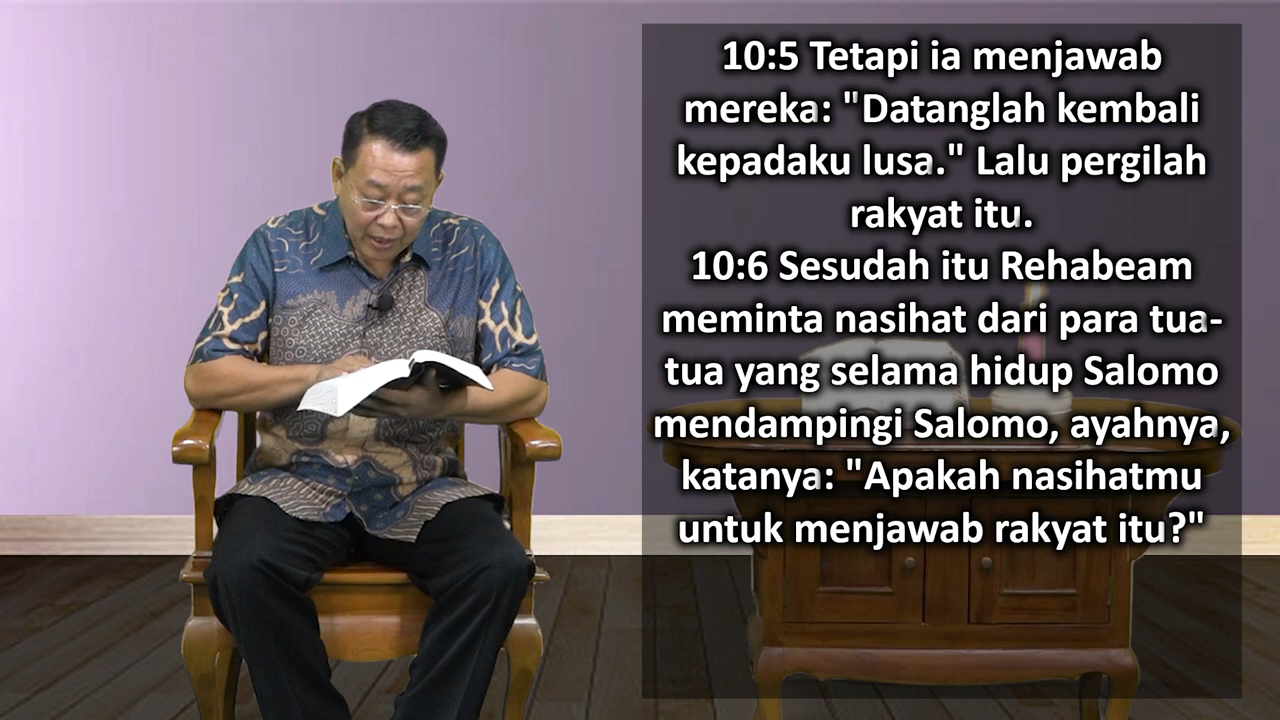 10:5 Tetapi ia menjawab
mereka: "Datanglah kembali
kepadaku lusa." Lalu pergilah
rakyat itu.
10:6 Sesudah itu Rehabeam
meminta nasihat dari para tua-
tua yang selama hidup Salomo
mendampingi Salomo, ayahnya,
katanya: "Apakah nasihatmu
untuk menjawab rakyat itu?"